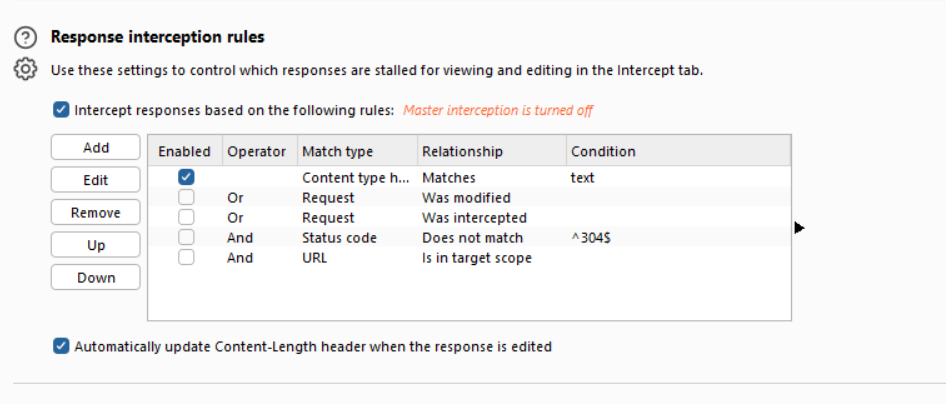 Response interception rules
Use these settings to control which responses are stalled for viewing and editing in the Intercept tab.
Intercept responses based on the following rules: Master interception is turned off
Add
Edit
Remove
Up
Down
Enabled Operator Match type Relationship Condition
Content type h... Matches text
Or Request Was modified
Or Request Was intercepted
And Status code Does not match ^304$
And URL Is in target scope
Automatically update Content-Length header when the response is edited